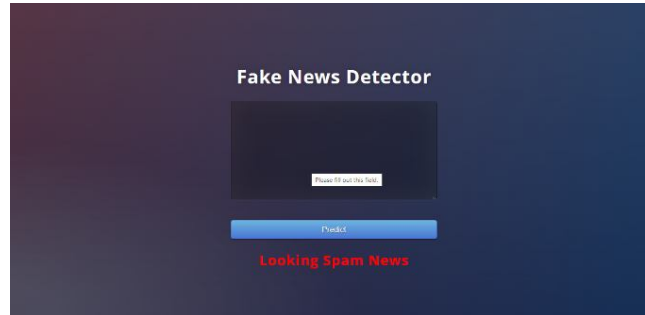 Fake News Detector
Please fill out this field.
Predict
Looking Spam News